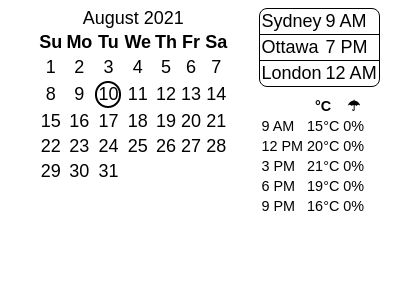 August 2021
Su Mo Tu We Th Fr Sa
1 2 3 4 5 6 7
8 9 10 11 12 13 14
15 16 17 18 19 20 21
22 23 24 25 26 27 28
29 30 31
Sydney 9 AM
Ottawa 7 PM
London 12 AM
°C ☂
9 AM 15°C 0%
12 PM 20°C 0%
3 PM 21°C 0%
6 PM 19°C 0%
9 PM 16°C 0%